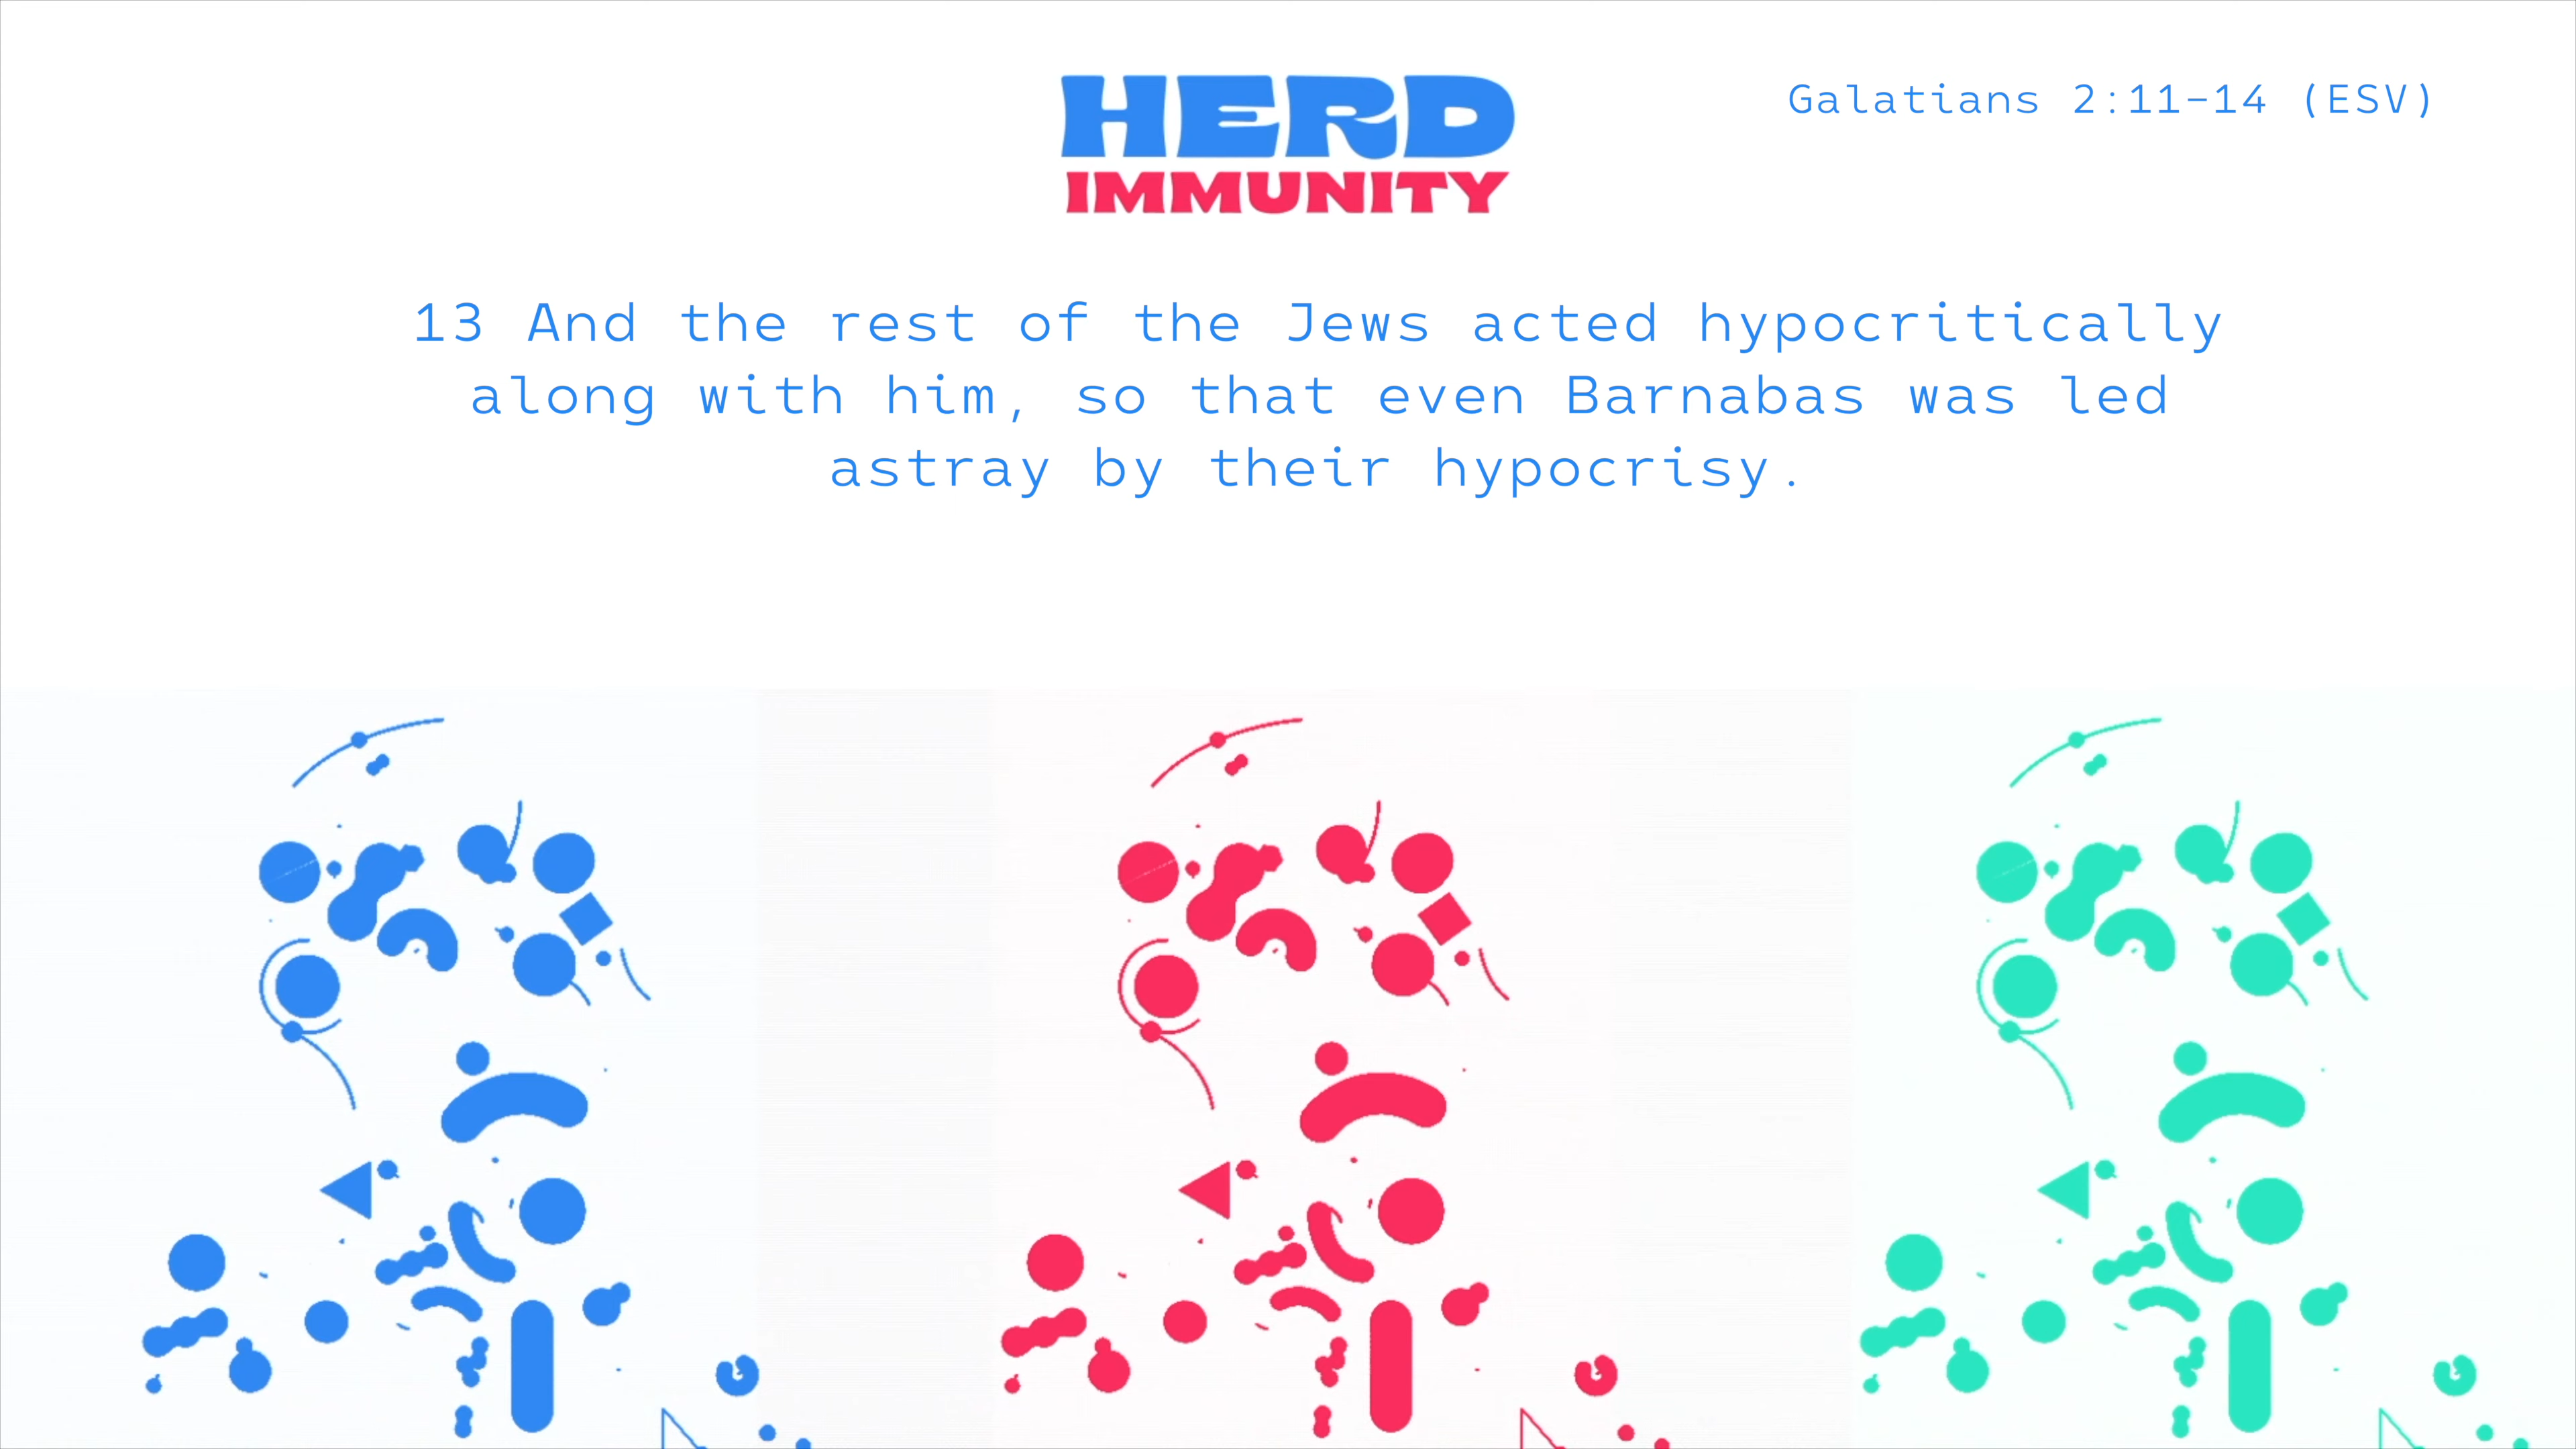 HERD
IMMUNITY
Galatians 2:11-14 (ESV)
13 And the rest of the Jews acted hypocritically
along with him, so that even Barnabas was led
astray by their hypocrisy.